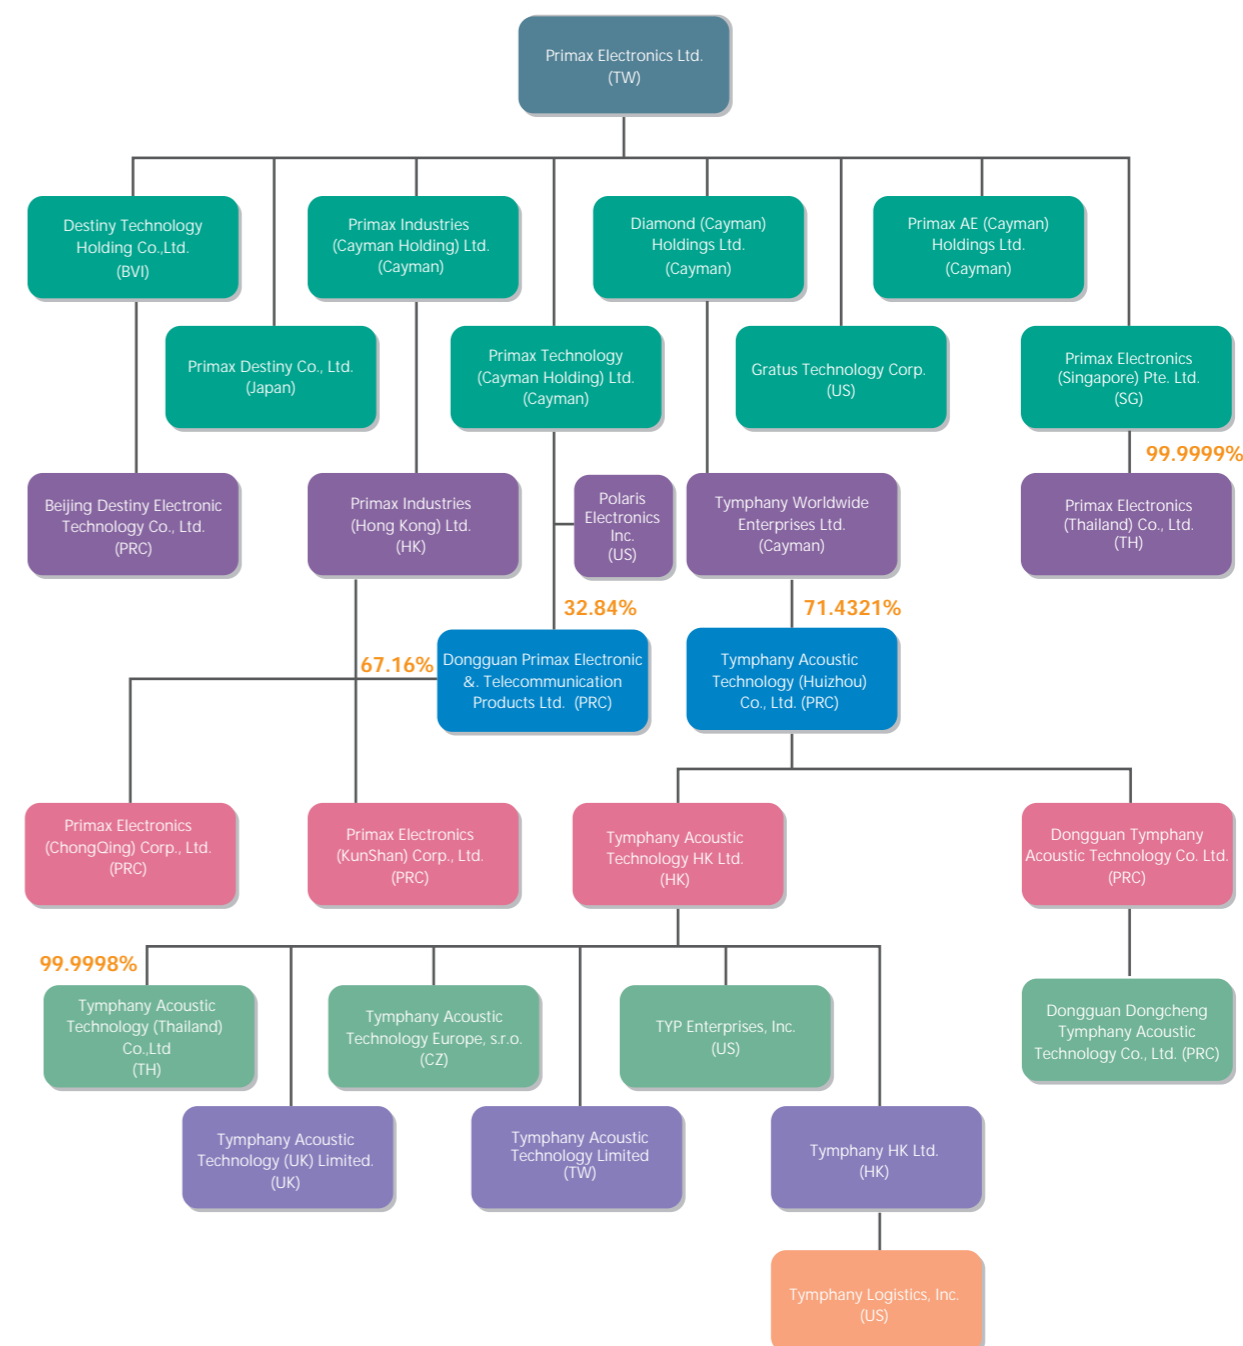 Primax Electronics Ltd.
(TW)
Destiny Technology
Holding Co.,Ltd.
(BVI)
Primax Industries
(Cayman Holding) Ltd.
(Cayman)
Diamond (Cayman)
Holdings Ltd.
(Cayman)
Primax AE (Cayman)
Holdings Ltd.
(Cayman)
Primax Destiny Co., Ltd.
(Japan)
Primax Technology
(Cayman Holding) Ltd.
(Cayman)
Gratus Technology Corp.
(US)
Primax Electronics
(Singapore) Pte. Ltd.
(SG)
99.9999%
Beijing Destiny Electronic
Technology Co., Ltd.
(PRC)
Primax Industries
(Hong Kong) Ltd.
(HK)
Polaris
Electronics
Inc.
(US)
Tymphany Worldwide
Enterprises Ltd.
(Cayman)
Primax Electronics
(Thailand) Co., Ltd.
(TH)
32.84%
71.4321%
67.16%
Dongguan Primax Electronic
&. Telecommunication
Products Ltd. (PRC)
Tymphany Acoustic
Technology (Huizhou)
Co., Ltd. (PRC)
Primax Electronics
(ChongQing) Corp., Ltd.
(PRC)
Primax Electronics
(KunShan) Corp., Ltd.
(PRC)
Tymphany Acoustic
Technology HK Ltd.
(HK)
Dongguan Tymphany
Acoustic Technology Co. Ltd.
(PRC)
99.9998%
Tymphany Acoustic
Technology (Thailand)
Co.,Ltd
(TH)
Tymphany Acoustic
Technology Europe, s.r.o.
(CZ)
TYP Enterprises, Inc.
(US)
Dongguan Dongcheng
Tymphany Acoustic
Technology Co., Ltd. (PRC)
Tymphany Acoustic
Technology (UK) Limited.
(UK)
Tymphany Acoustic
Technology Limited
(TW)
Tymphany HK Ltd.
(HK)
Tymphany Logistics, Inc.
(US)